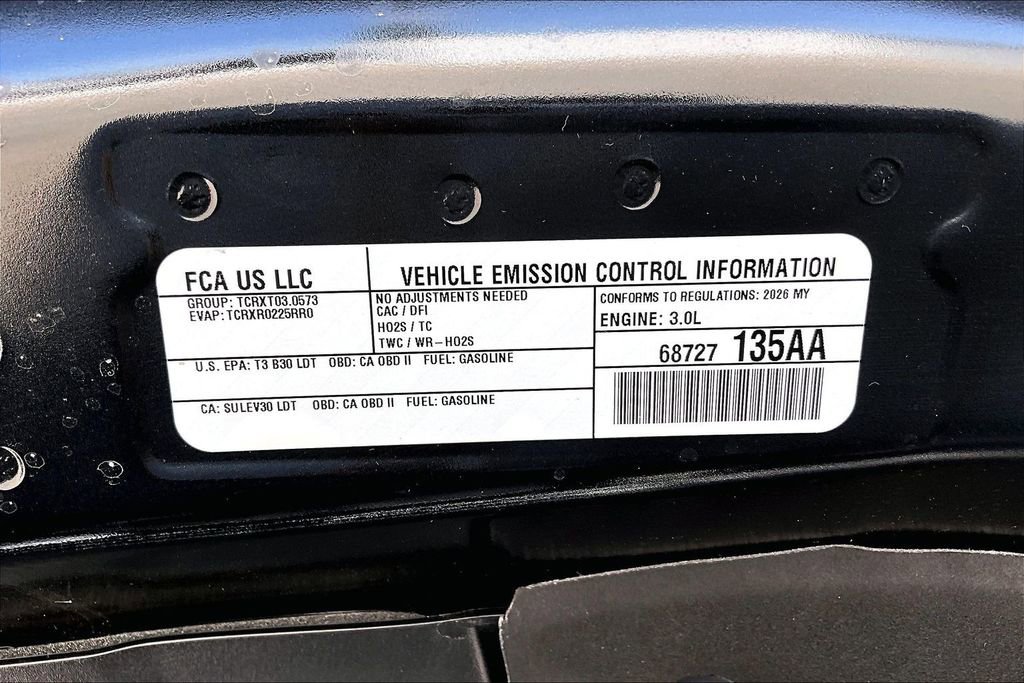 FCA US LLC
VEHICLE EMISSION CONTROL INFORMATION
GROUP: TCRXT03.0573
EVAP: TCRXR0225RR0
NO ADJUSTMENTS NEEDED
CAC / DFI
HO2S / TC
TWC / WR-HO2S
CONFORMS TO REGULATIONS: 2026 MY
ENGINE: 3.0L
U.S. EPA: T3 B30 LDT OBD: CA OBD II FUEL: GASOLINE
68727 135AA
CA: SULEV30 LDT OBD: CA OBD II FUEL: GASOLINE